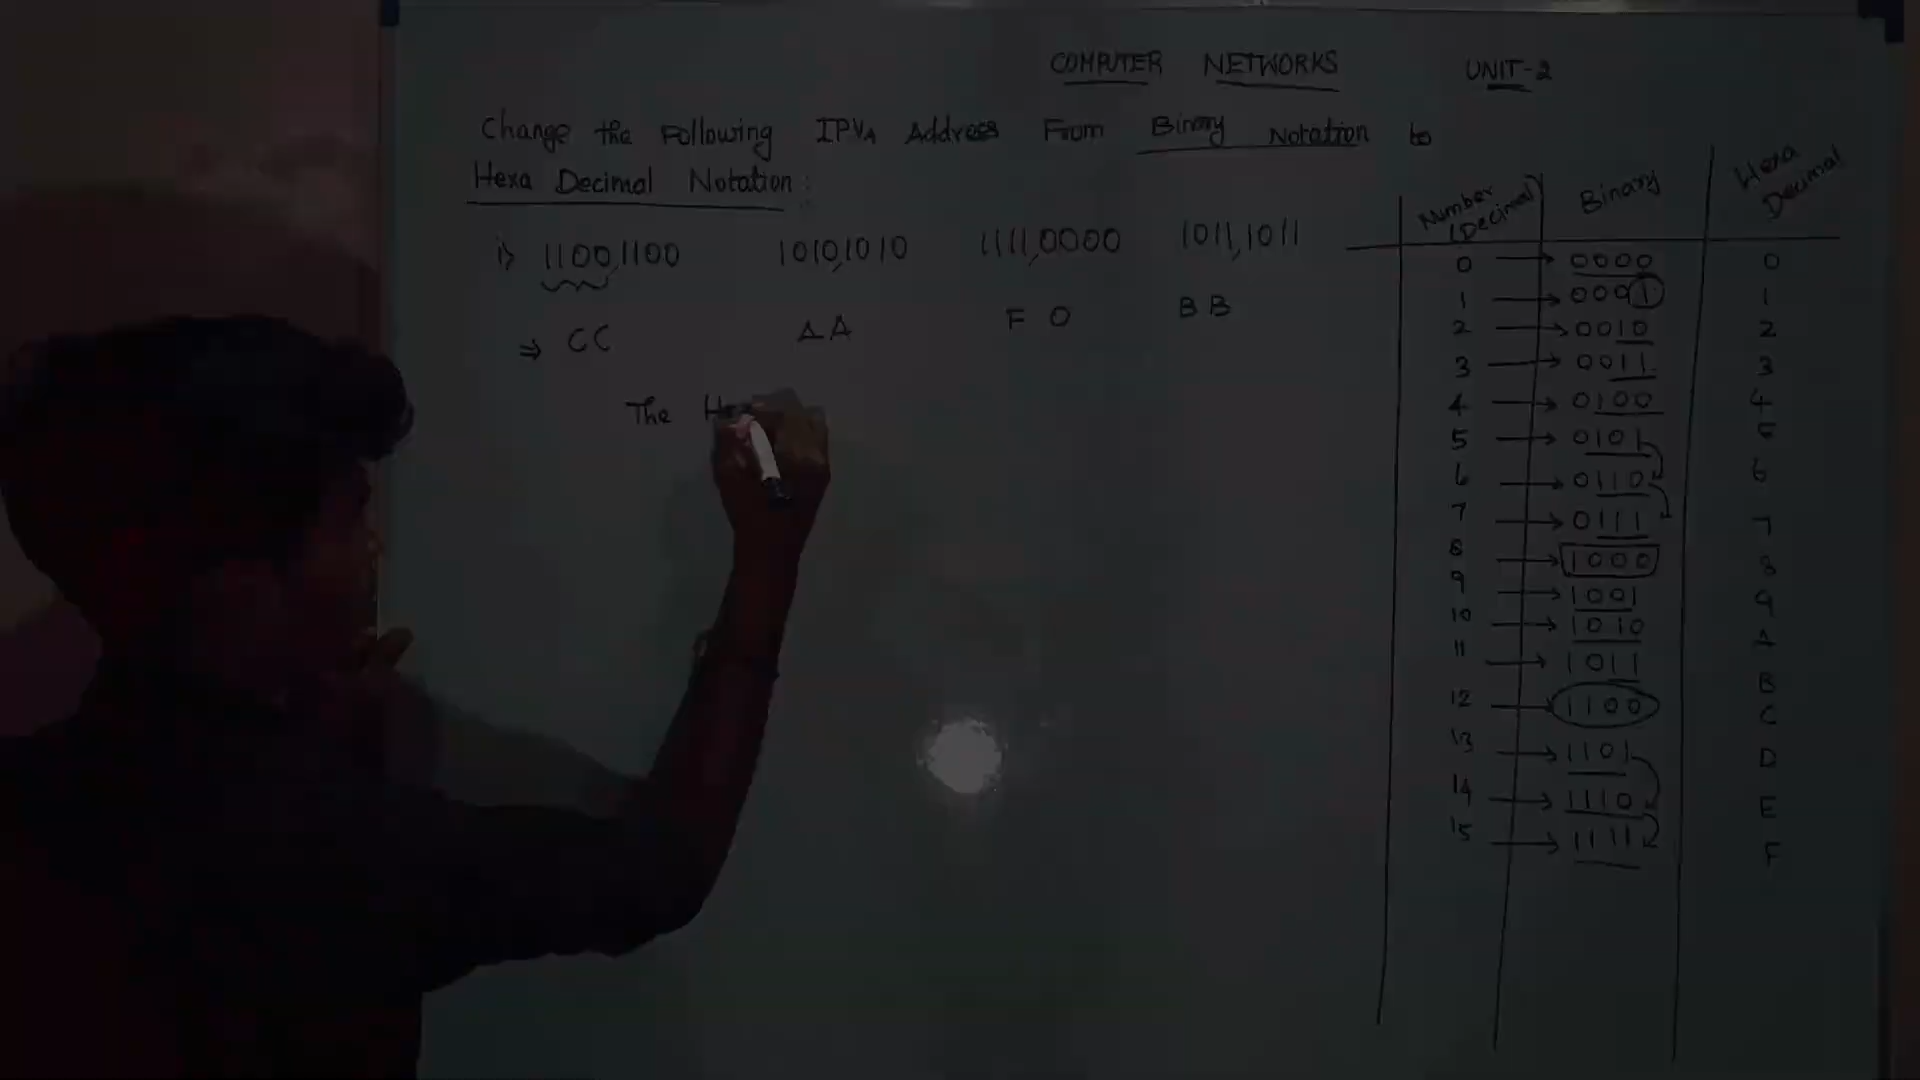 COMPUTER NETWORKS UNIT-2
Change the Following IPV4 Address From Binary Notation to
Hexa Decimal Notation :
i) 1100,1100 1010,1010 1111,0000 1011,1011
⇒ CC AA F 0 BB
The Hex
Number (Decimal) Binary Hexa Decimal
0 → 0000 0
1 → 0001 1
2 → 0010 2
3 → 0011 3
4 → 0100 4
5 → 0101 5
6 → 0110 6
7 → 0111 7
8 → 1000 8
9 → 1001 9
10 → 1010 A
11 → 1011 B
12 → 1100 C
13 → 1101 D
14 → 1110 E
15 → 1111 F